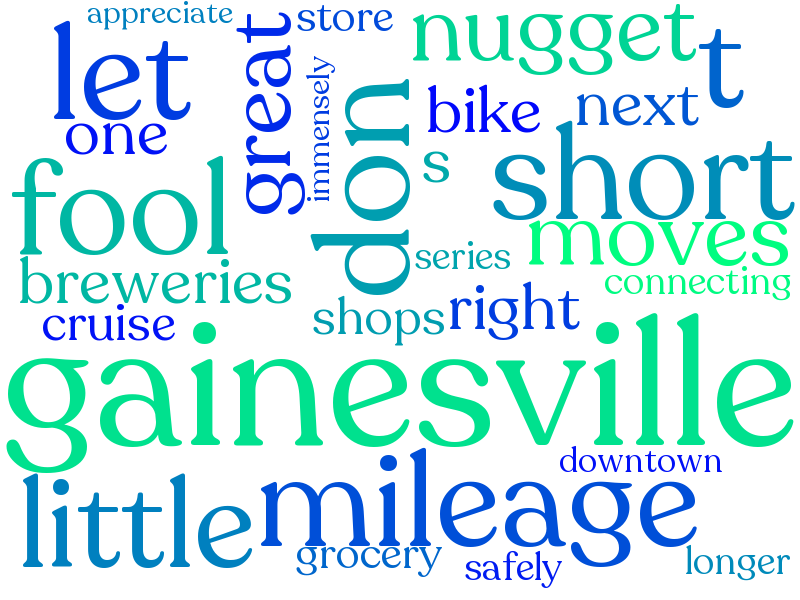 appreciate
store
nugget
let
great
t
one
immensely
don
bike
next
s
short
fool
moves
series
breweries
connecting
cruise
shops
right
gainesville
downtown
little
mileage
grocery
safely
longer